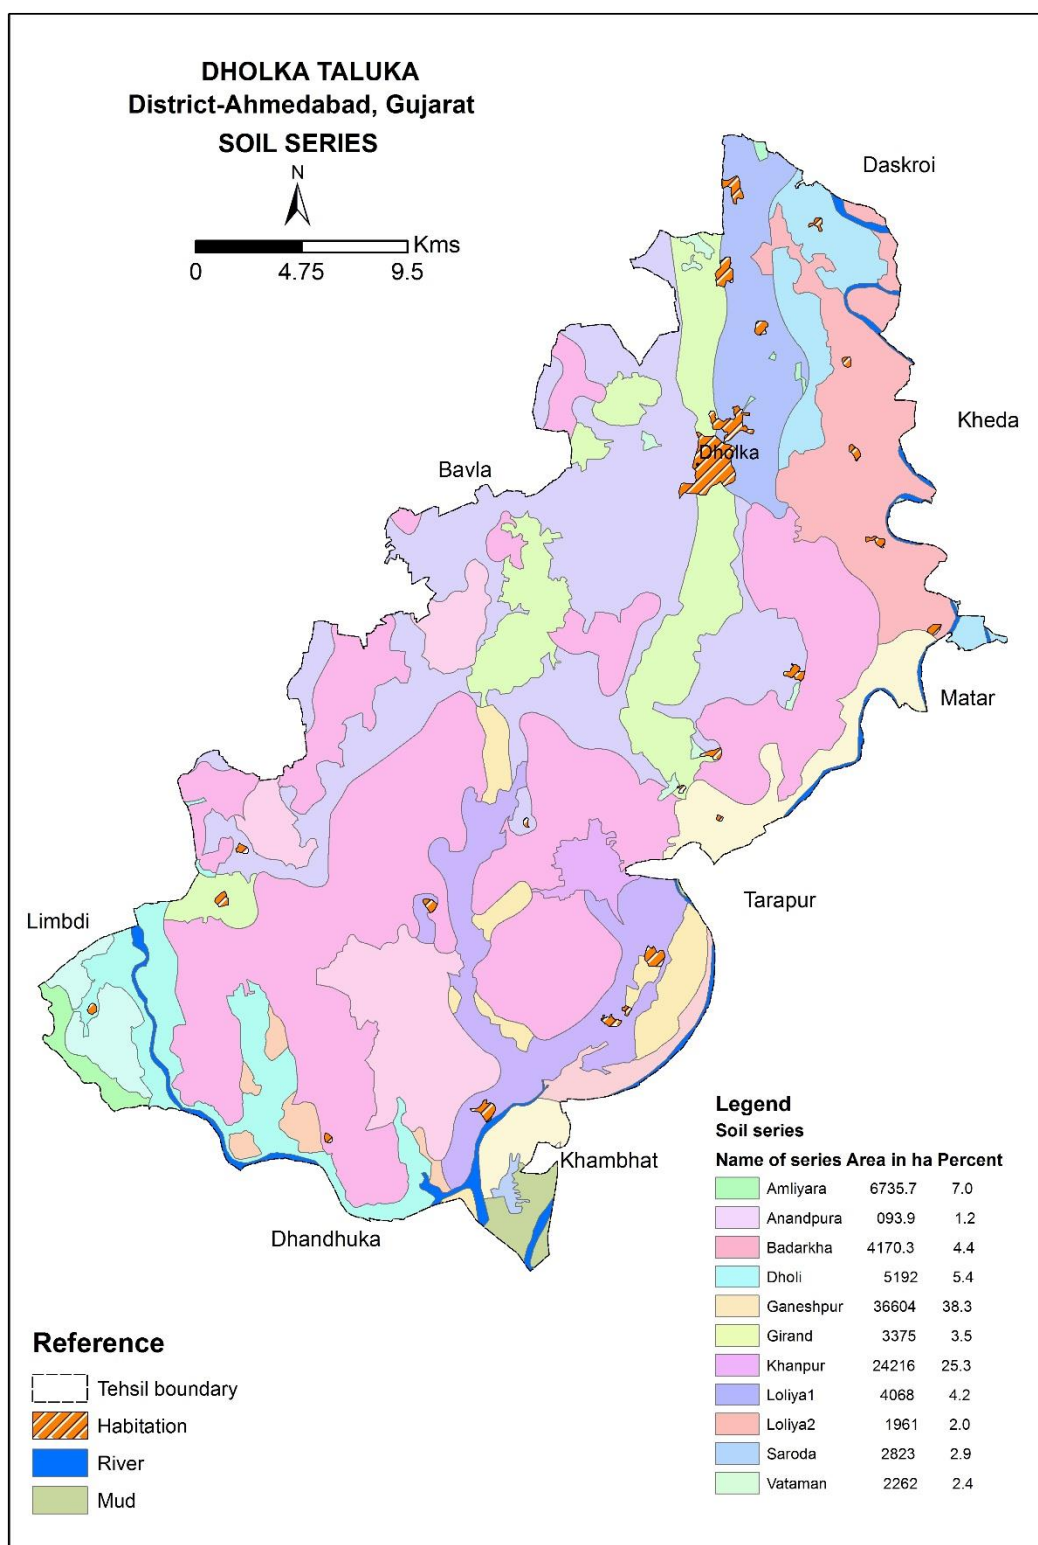 DHOLKA TALUKA
District-Ahmedabad, Gujarat
SOIL SERIES
N
Kms
0 4.75 9.5
Daskroi
Kheda
Dholka
Bavla
Matar
Tarapur
Limbdi
Khambhat
Dhandhuka
Legend
Soil series
Name of series Area in ha Percent
Amliyara 6735.7 7.0
Anandpura 093.9 1.2
Badarkha 4170.3 4.4
Dholi 5192 5.4
Ganeshpur 36604 38.3
Girand 3375 3.5
Khanpur 24216 25.3
Loliya1 4068 4.2
Loliya2 1961 2.0
Saroda 2823 2.9
Vataman 2262 2.4
Reference
Tehsil boundary
Habitation
River
Mud